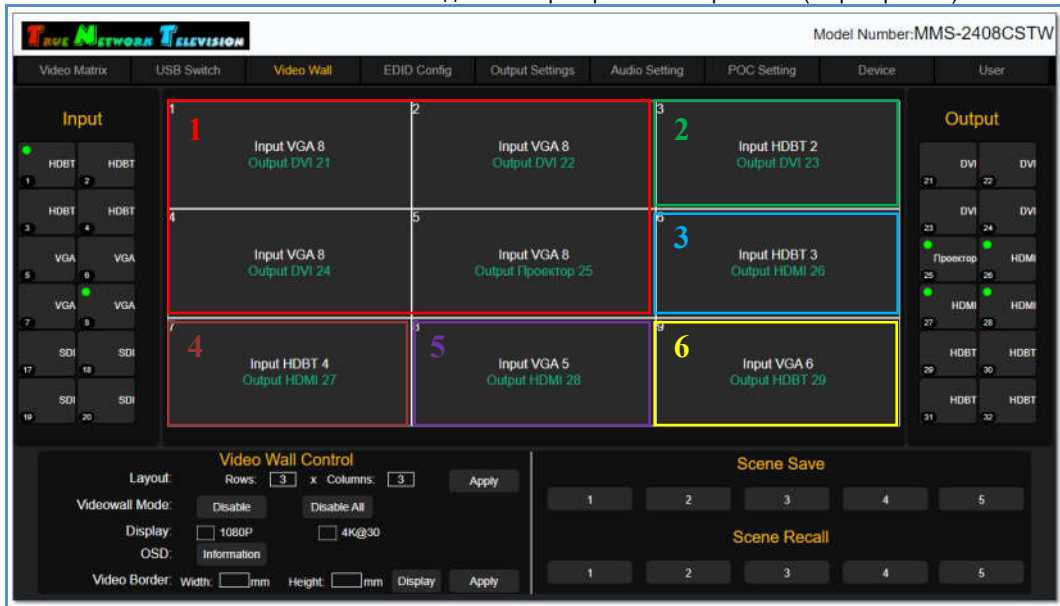 TRUE NETWORK TELEVISION
Model Number:MMS-2408CSTW
Video Matrix USB Switch Video Wall EDID Config Output Settings Audio Setting POC Setting Device User
Input
HDBT HDBT
1 2
HDBT HDBT
3 4
VGA VGA
5 6
VGA VGA
7 8
SDI SDI
17 18
SDI SDI
19 20
1 2 3
1 2
Input VGA 8 Input VGA 8 Input HDBT 2
Output DVI 21 Output DVI 22 Output DVI 23
4 5 6
3
Input VGA 8 Input VGA 8 Input HDBT 3
Output DVI 24 Output Проектор 25 Output HDMI 26
7 8 9
4 5 6
Input HDBT 4 Input VGA 5 Input VGA 6
Output HDMI 27 Output HDMI 28 Output HDBT 29
Output
DVI DVI
21 22
DVI DVI
23 24
Проектор HDMI
25 26
HDMI HDMI
27 28
HDBT HDBT
29 30
HDBT HDBT
31 32
Video Wall Control
Layout: Rows: 3 x Columns: 3 Apply
Videowall Mode: Disable Disable All
Display: 1080P 4K@30
OSD: Information
Video Border: Width: mm Height: mm Display Apply
Scene Save
1 2 3 4 5
Scene Recall
1 2 3 4 5